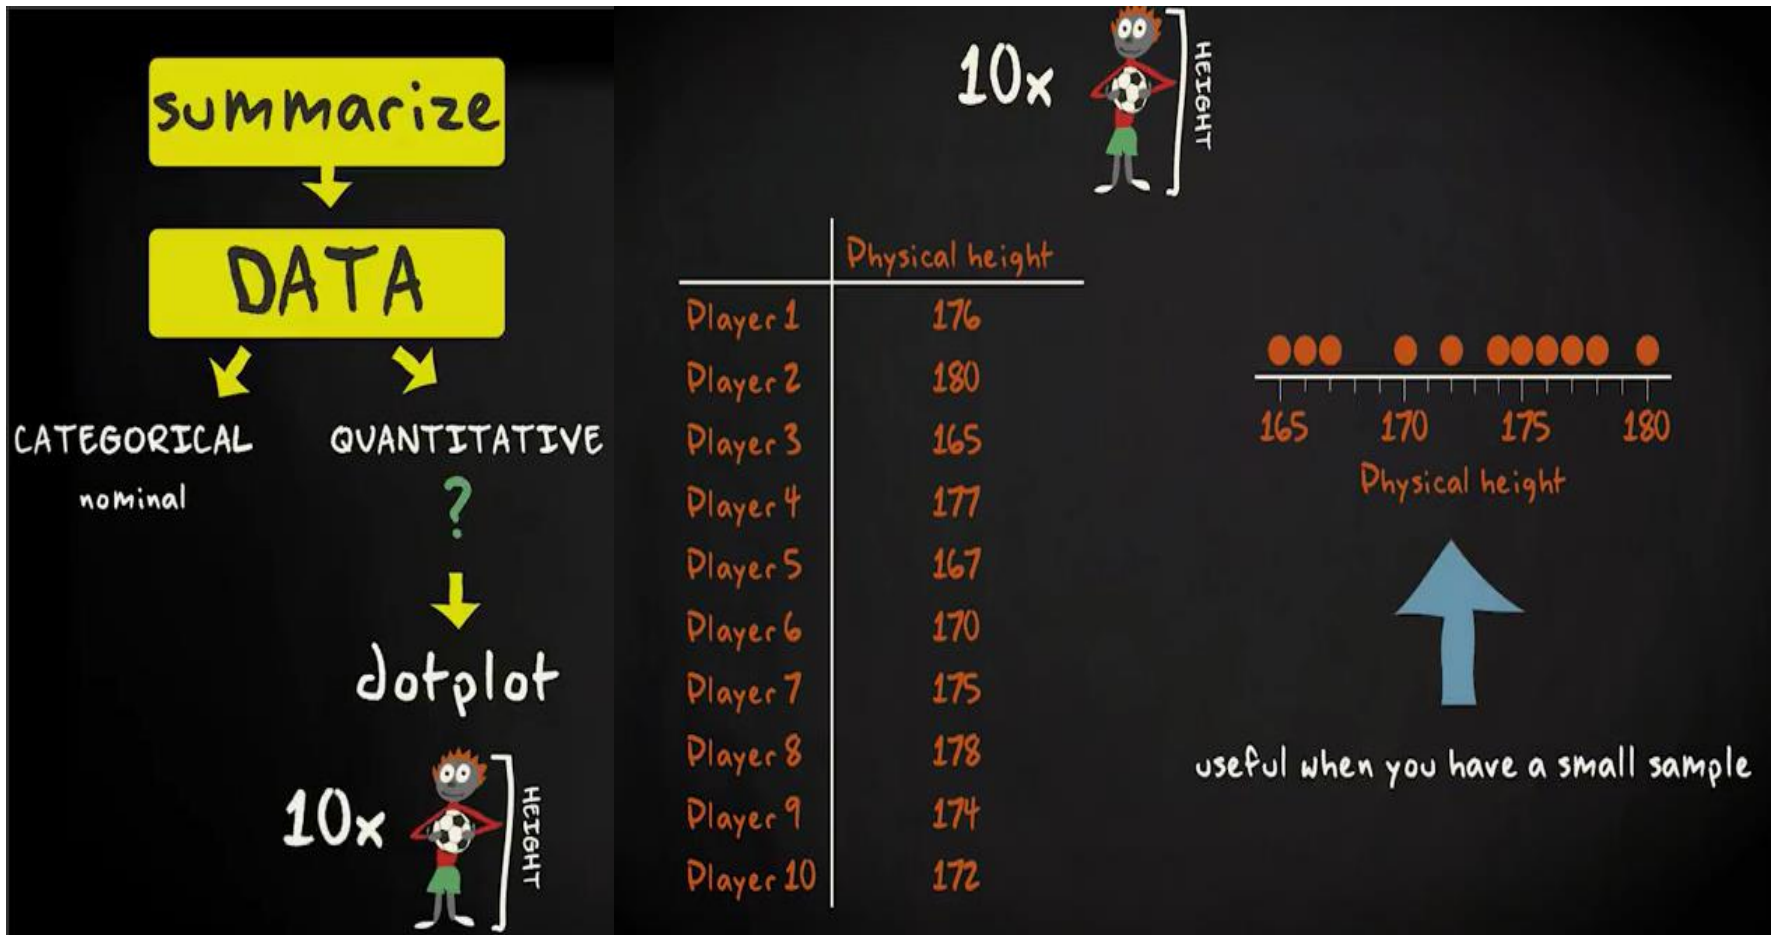 summarize
DATA
CATEGORICAL QUANTITATIVE
nominal ?
dotplot
10x HEIGHT
10x HEIGHT
Physical height
Player 1 176
Player 2 180
Player 3 165
Player 4 177
Player 5 167
Player 6 170
Player 7 175
Player 8 178
Player 9 174
Player 10 172
165 170 175 180
Physical height
useful when you have a small sample